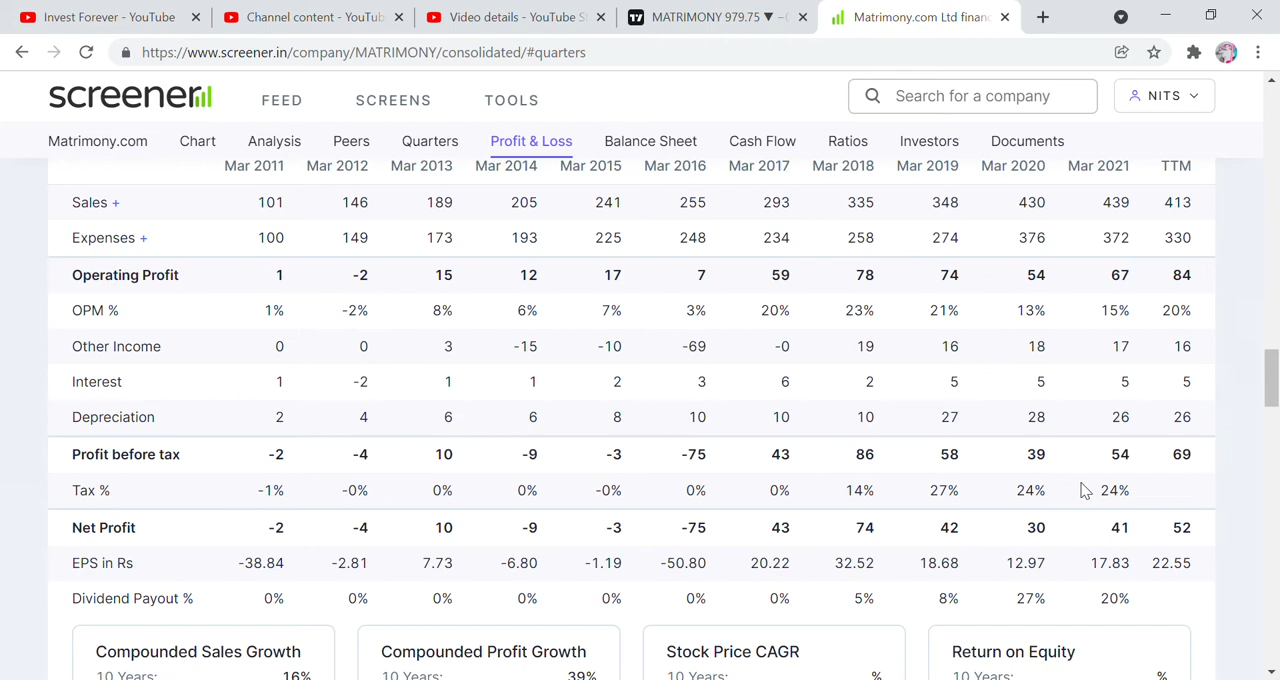 Invest Forever - YouTube
Channel content - YouTub
Video details - YouTube S
MATRIMONY 979.75 ▼ −
Matrimony.com Ltd financ
https://www.screener.in/company/MATRIMONY/consolidated/#quarters
screener FEED SCREENS TOOLS Search for a company NITS
Matrimony.com Chart Analysis Peers Quarters Profit & Loss Balance Sheet Cash Flow Ratios Investors Documents
Mar 2011 Mar 2012 Mar 2013 Mar 2014 Mar 2015 Mar 2016 Mar 2017 Mar 2018 Mar 2019 Mar 2020 Mar 2021 TTM
Sales + 101 146 189 205 241 255 293 335 348 430 439 413
Expenses + 100 149 173 193 225 248 234 258 274 376 372 330
Operating Profit 1 -2 15 12 17 7 59 78 74 54 67 84
OPM % 1% -2% 8% 6% 7% 3% 20% 23% 21% 13% 15% 20%
Other Income 0 0 3 -15 -10 -69 -0 19 16 18 17 16
Interest 1 -2 1 1 2 3 6 2 5 5 5 5
Depreciation 2 4 6 6 8 10 10 10 27 28 26 26
Profit before tax -2 -4 10 -9 -3 -75 43 86 58 39 54 69
Tax % -1% -0% 0% 0% -0% 0% 0% 14% 27% 24% 24%
Net Profit -2 -4 10 -9 -3 -75 43 74 42 30 41 52
EPS in Rs -38.84 -2.81 7.73 -6.80 -1.19 -50.80 20.22 32.52 18.68 12.97 17.83 22.55
Dividend Payout % 0% 0% 0% 0% 0% 0% 0% 5% 8% 27% 20%
Compounded Sales Growth Compounded Profit Growth Stock Price CAGR Return on Equity
10 Years: 16% 10 Years: 39% 10 Years: % 10 Years: %